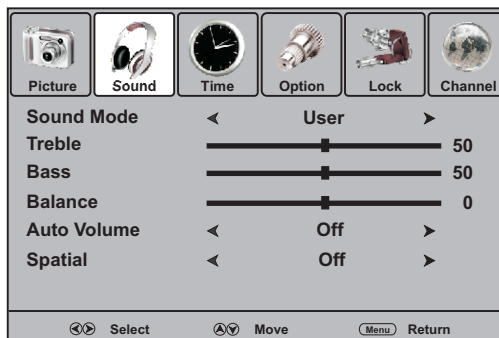 Picture Sound Time Option Lock Channel
Sound Mode User
Treble 50
Bass 50
Balance 0
Auto Volume Off
Spatial Off
Select Move Menu Return